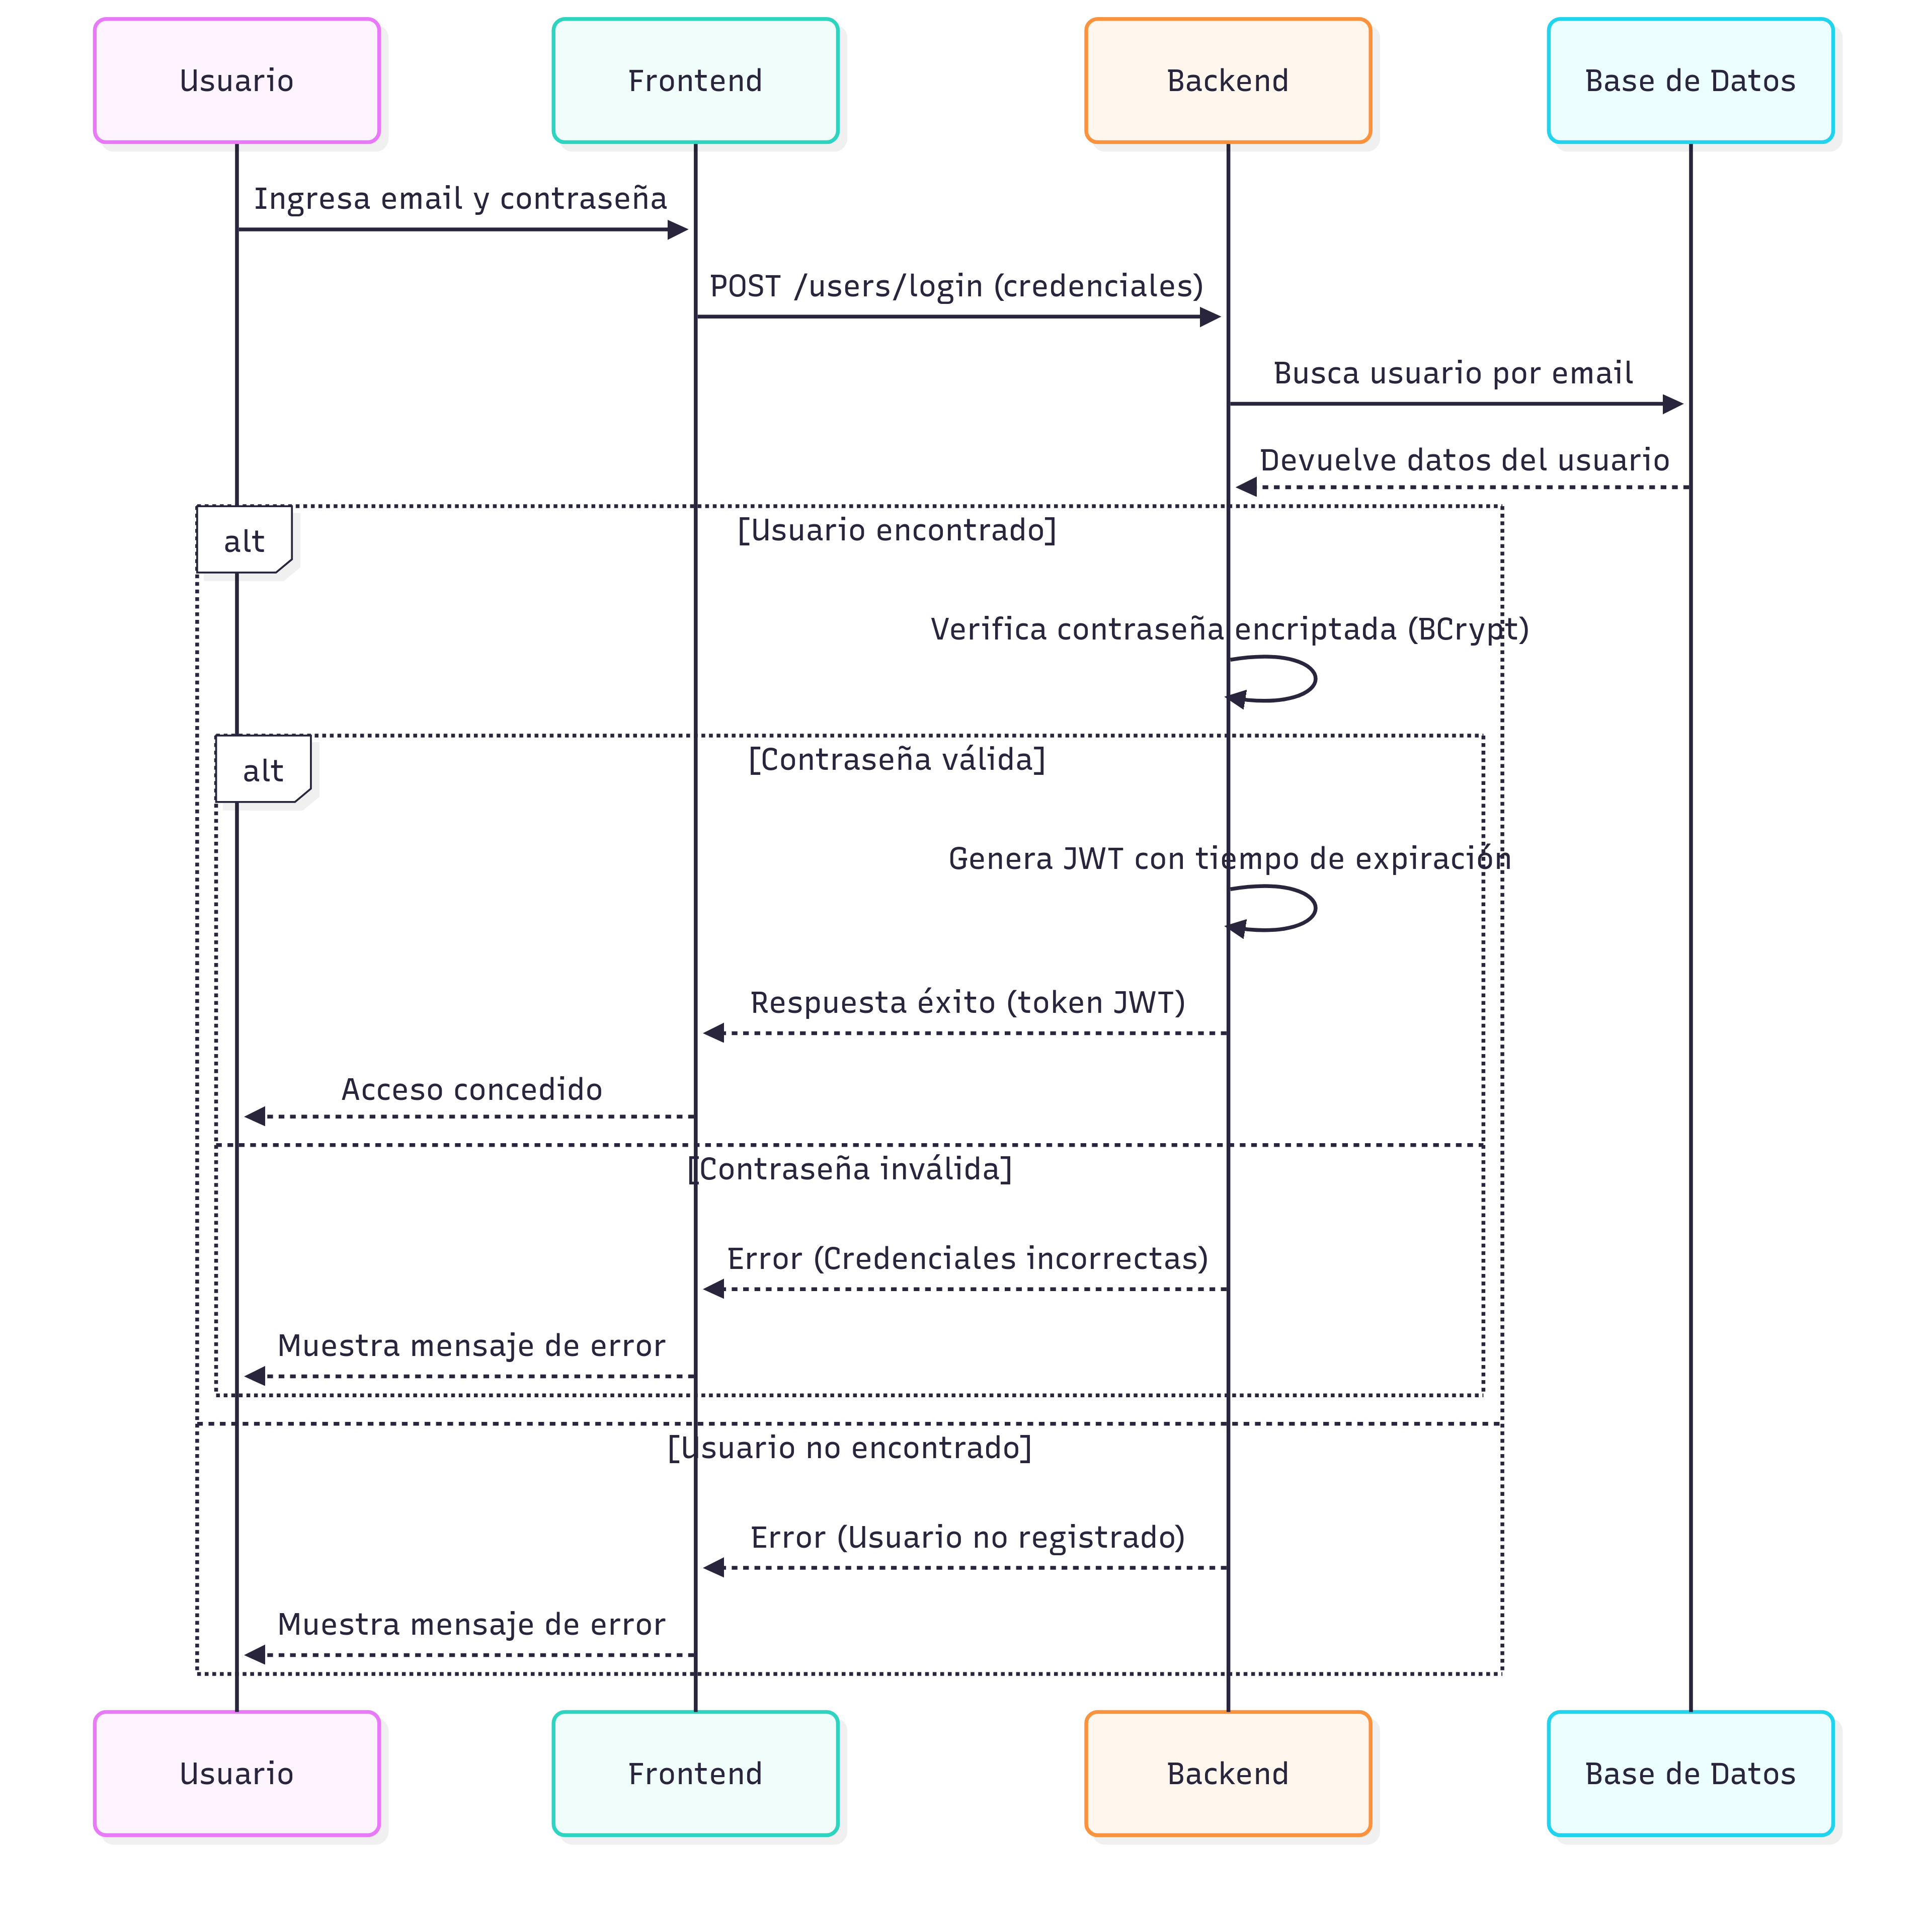 Usuario
Frontend
Backend
Base de Datos
Ingresa email y contraseña
POST /users/login (credenciales)
Busca usuario por email
Devuelve datos del usuario
alt
[Usuario encontrado]
Verifica contraseña encriptada (BCrypt)
alt
[Contraseña válida]
Genera JWT con tiempo de expiración
Respuesta éxito (token JWT)
Acceso concedido
[Contraseña inválida]
Error (Credenciales incorrectas)
Muestra mensaje de error
[Usuario no encontrado]
Error (Usuario no registrado)
Muestra mensaje de error
Usuario
Frontend
Backend
Base de Datos